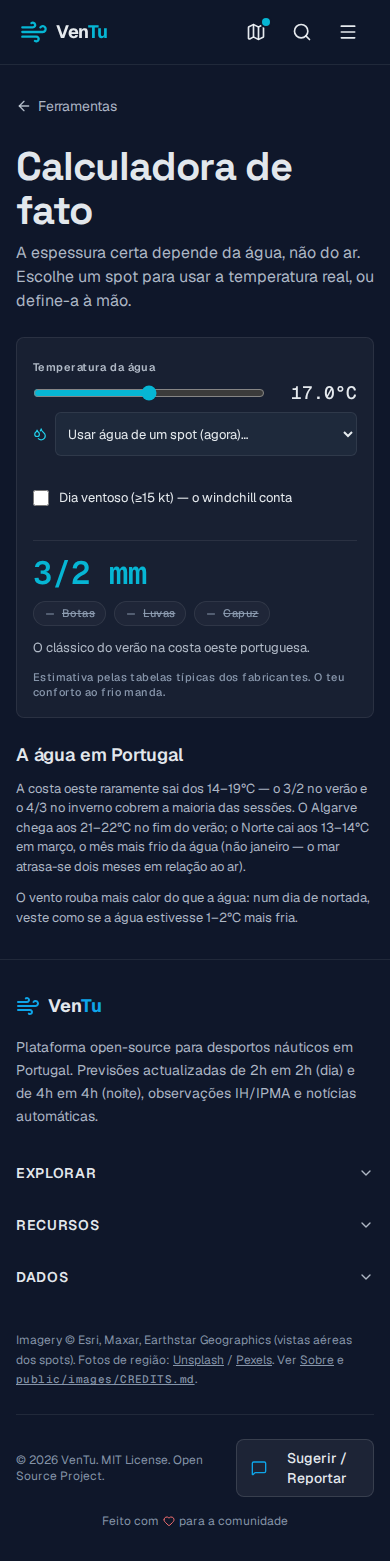 VenTu
Ferramentas
Calculadora de
fato
A espessura certa depende da água, não do ar.
Escolhe um spot para usar a temperatura real, ou
define-a à mão.
Temperatura da água
17.0°C
Usar água de um spot (agora)…
Dia ventoso (≥15 kt) — o windchill conta
3/2 mm
— Botas — Luvas — Capuz
O clássico do verão na costa oeste portuguesa.
Estimativa pelas tabelas típicas dos fabricantes. O teu
conforto ao frio manda.
A água em Portugal
A costa oeste raramente sai dos 14–19°C — o 3/2 no verão e
o 4/3 no inverno cobrem a maioria das sessões. O Algarve
chega aos 21–22°C no fim do verão; o Norte cai aos 13–14°C
em março, o mês mais frio da água (não janeiro — o mar
atrasa-se dois meses em relação ao ar).
O vento rouba mais calor do que a água: num dia de nortada,
veste como se a água estivesse 1–2°C mais fria.
VenTu
Plataforma open-source para desportos náuticos em
Portugal. Previsões actualizadas de 2h em 2h (dia) e
de 4h em 4h (noite), observações IH/IPMA e notícias
automáticas.
EXPLORAR
RECURSOS
DADOS
Imagery © Esri, Maxar, Earthstar Geographics (vistas aéreas
dos spots). Fotos de região: Unsplash / Pexels. Ver Sobre e
public/images/CREDITS.md.
© 2026 VenTu. MIT License. Open
Source Project.
Sugerir /
Reportar
Feito com ♡ para a comunidade